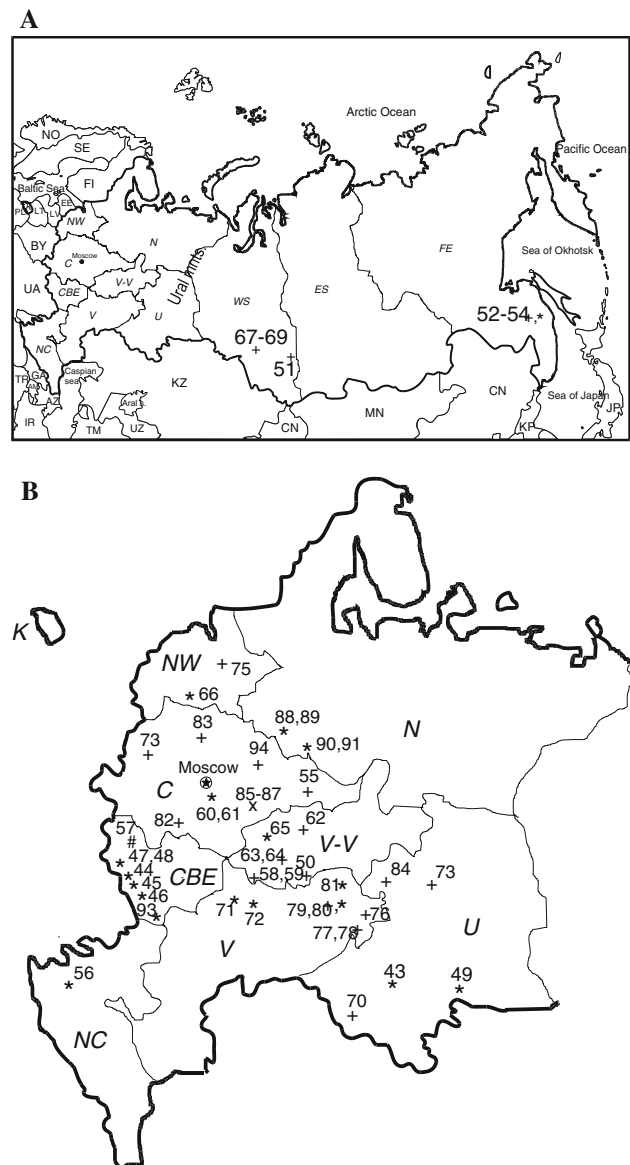 A
Arctic Ocean
NO
SE
Pacific Ocean
FI
Baltic Sea
EE
LT
LV
NW
N
BY
C
Moscow
FE
Sea of Okhotsk
UA
CBE
V-V
Ural mnts
V
U
WS
ES
52-54
+,*
67-69
+
+
51
NC
Caspian
sea
KZ
CN
GA
AM
AZ
Aral s.
MN
Sea of Japan
IR
TM
UZ
CN
KP
JP
B
K
NW
+ 75
* 66
N
83
+
88,89
*
73
+
94
+
* 90,91
Moscow
55
+
C
85-87
x
*
60,61
82 +
62
+
57
#
* 65
V-V
* 47,48
63,64 +
50
+
* 44
CBE
58,59
+
84
+
73
+
* 45
81 *
* 46
93 *
*
71
*
72
79,80 +,*
+ 76
77,78 +
U
V
56
*
43
*
49
*
70
+
NC